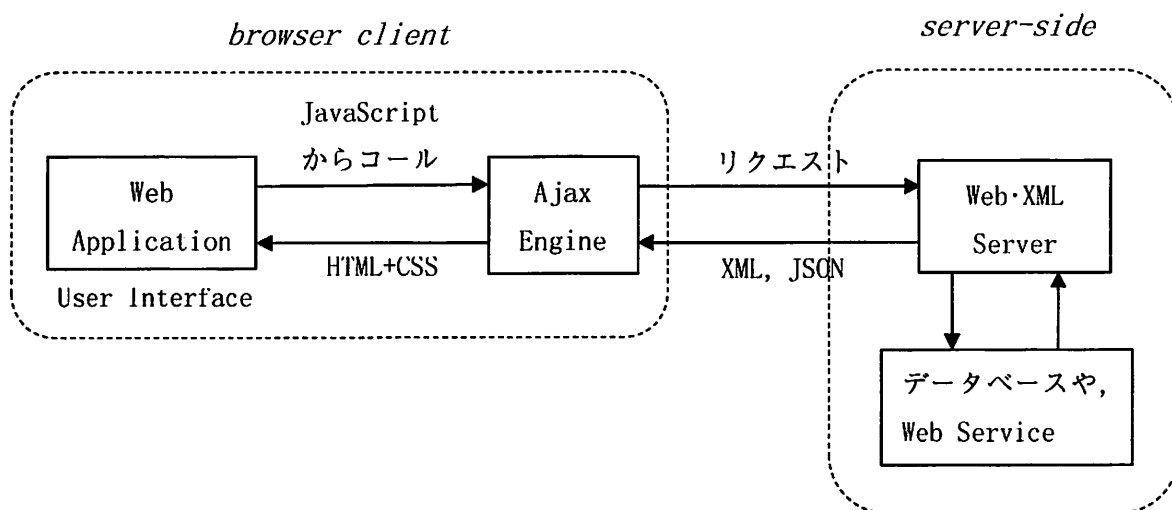 browser client
server-side
JavaScript
からコール
リクエスト
Web
Application
Ajax
Engine
Web・XML
Server
HTML+CSS
XML, JSON
User Interface
データベースや,
Web Service